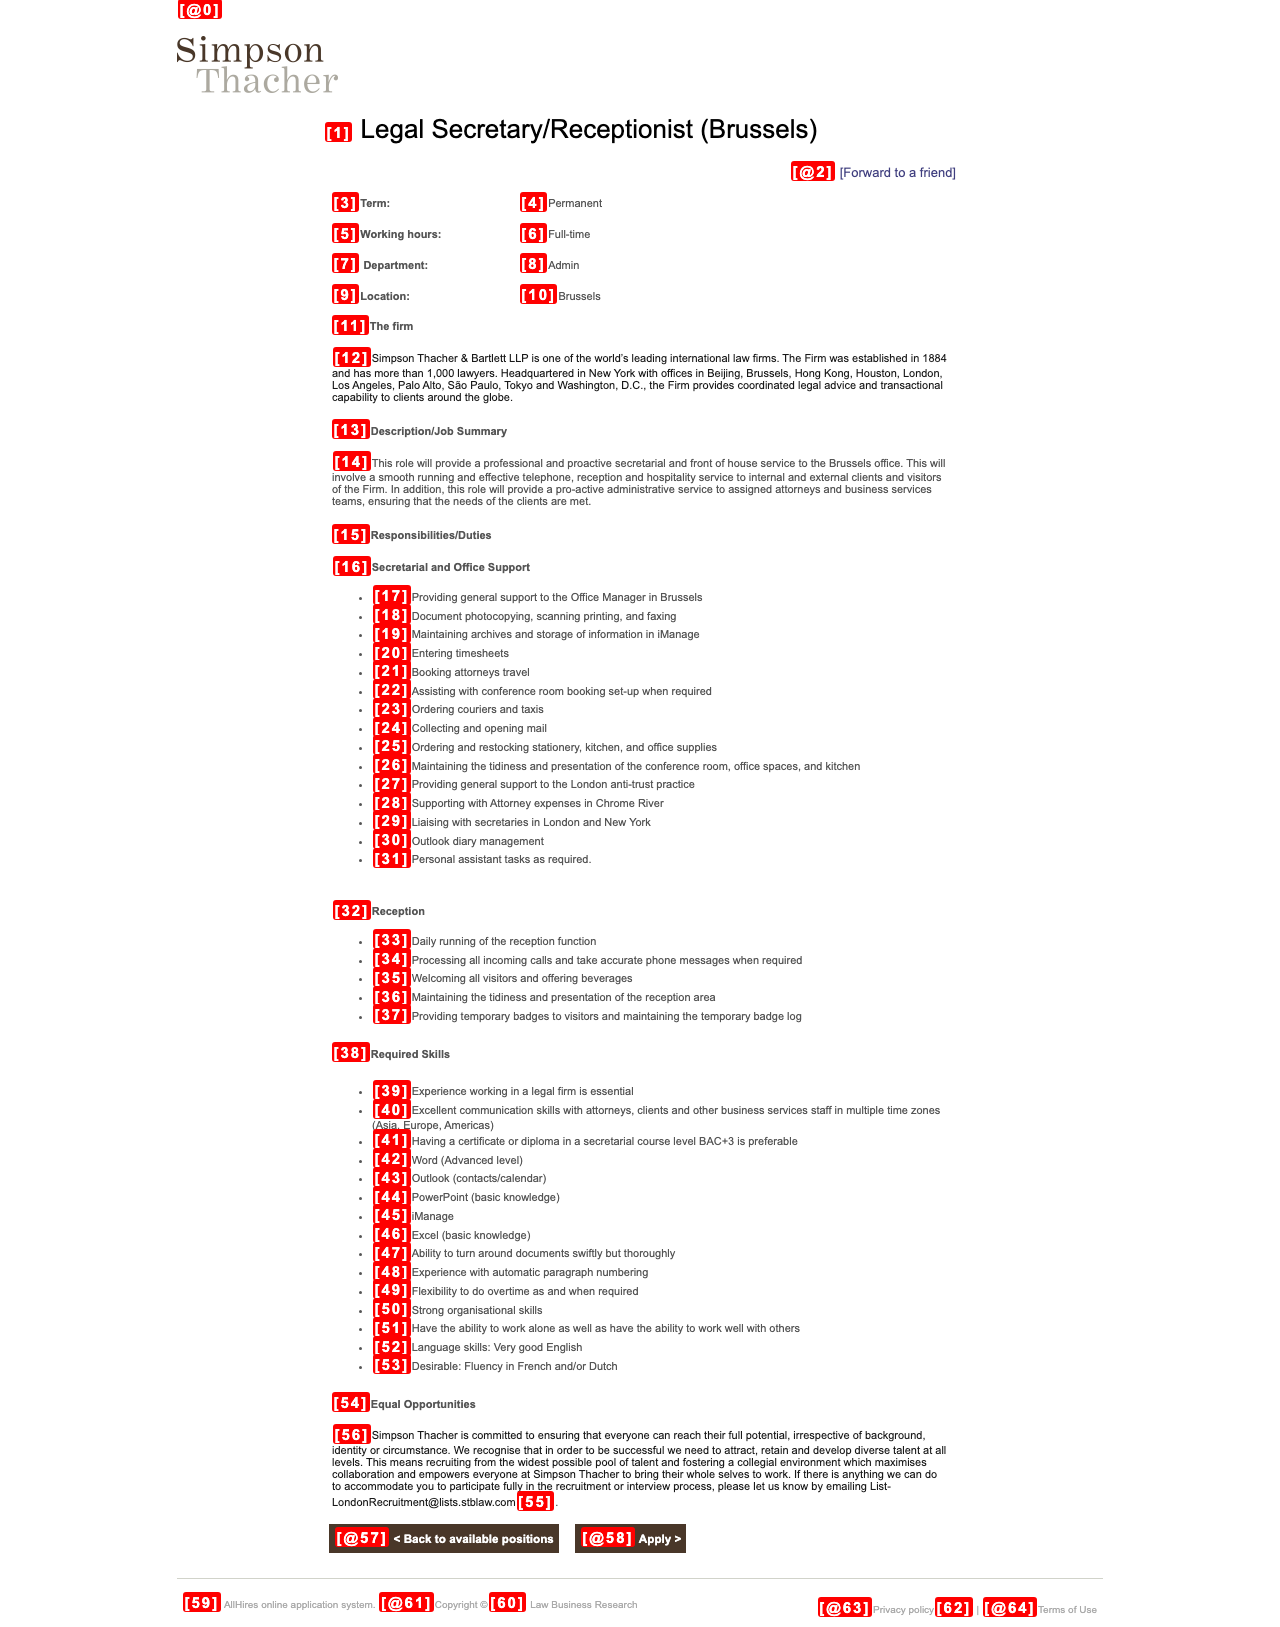 [@0]
Simpson
Thacher
[1] Legal Secretary/Receptionist (Brussels)
[@2] [Forward to a friend]
[3] Term: [4] Permanent
[5] Working hours: [6] Full-time
[7] Department: [8] Admin
[9] Location: [10] Brussels
[11] The firm
[12] Simpson Thacher & Bartlett LLP is one of the world's leading international law firms. The Firm was established in 1884
and has more than 1,000 lawyers. Headquartered in New York with offices in Beijing, Brussels, Hong Kong, Houston, London,
Los Angeles, Palo Alto, São Paulo, Tokyo and Washington, D.C., the Firm provides coordinated legal advice and transactional
capability to clients around the globe.
[13] Description/Job Summary
[14] This role will provide a professional and proactive secretarial and front of house service to the Brussels office. This will
involve a smooth running and effective telephone, reception and hospitality service to internal and external clients and visitors
of the Firm. In addition, this role will provide a pro-active administrative service to assigned attorneys and business services
teams, ensuring that the needs of the clients are met.
[15] Responsibilities/Duties
[16] Secretarial and Office Support
• [17] Providing general support to the Office Manager in Brussels
• [18] Document photocopying, scanning printing, and faxing
• [19] Maintaining archives and storage of information in iManage
• [20] Entering timesheets
• [21] Booking attorneys travel
• [22] Assisting with conference room booking set-up when required
• [23] Ordering couriers and taxis
• [24] Collecting and opening mail
• [25] Ordering and restocking stationery, kitchen, and office supplies
• [26] Maintaining the tidiness and presentation of the conference room, office spaces, and kitchen
• [27] Providing general support to the London anti-trust practice
• [28] Supporting with Attorney expenses in Chrome River
• [29] Liaising with secretaries in London and New York
• [30] Outlook diary management
• [31] Personal assistant tasks as required.
[32] Reception
• [33] Daily running of the reception function
• [34] Processing all incoming calls and take accurate phone messages when required
• [35] Welcoming all visitors and offering beverages
• [36] Maintaining the tidiness and presentation of the reception area
• [37] Providing temporary badges to visitors and maintaining the temporary badge log
[38] Required Skills
• [39] Experience working in a legal firm is essential
• [40] Excellent communication skills with attorneys, clients and other business services staff in multiple time zones
(Asia, Europe, Americas)
• [41] Having a certificate or diploma in a secretarial course level BAC+3 is preferable
• [42] Word (Advanced level)
• [43] Outlook (contacts/calendar)
• [44] PowerPoint (basic knowledge)
• [45] iManage
• [46] Excel (basic knowledge)
• [47] Ability to turn around documents swiftly but thoroughly
• [48] Experience with automatic paragraph numbering
• [49] Flexibility to do overtime as and when required
• [50] Strong organisational skills
• [51] Have the ability to work alone as well as have the ability to work well with others
• [52] Language skills: Very good English
• [53] Desirable: Fluency in French and/or Dutch
[54] Equal Opportunities
[56] Simpson Thacher is committed to ensuring that everyone can reach their full potential, irrespective of background,
identity or circumstance. We recognise that in order to be successful we need to attract, retain and develop diverse talent at all
levels. This means recruiting from the widest possible pool of talent and fostering a collegial environment which maximises
collaboration and empowers everyone at Simpson Thacher to bring their whole selves to work. If there is anything we can do
to accommodate you to participate fully in the recruitment or interview process, please let us know by emailing List-
LondonRecruitment@lists.stblaw.com [55] .
[@57] < Back to available positions [@58] Apply >
[59] AllHires online application system. [@61] Copyright © [60] Law Business Research
[@63] Privacy policy [62] | [@64] Terms of Use